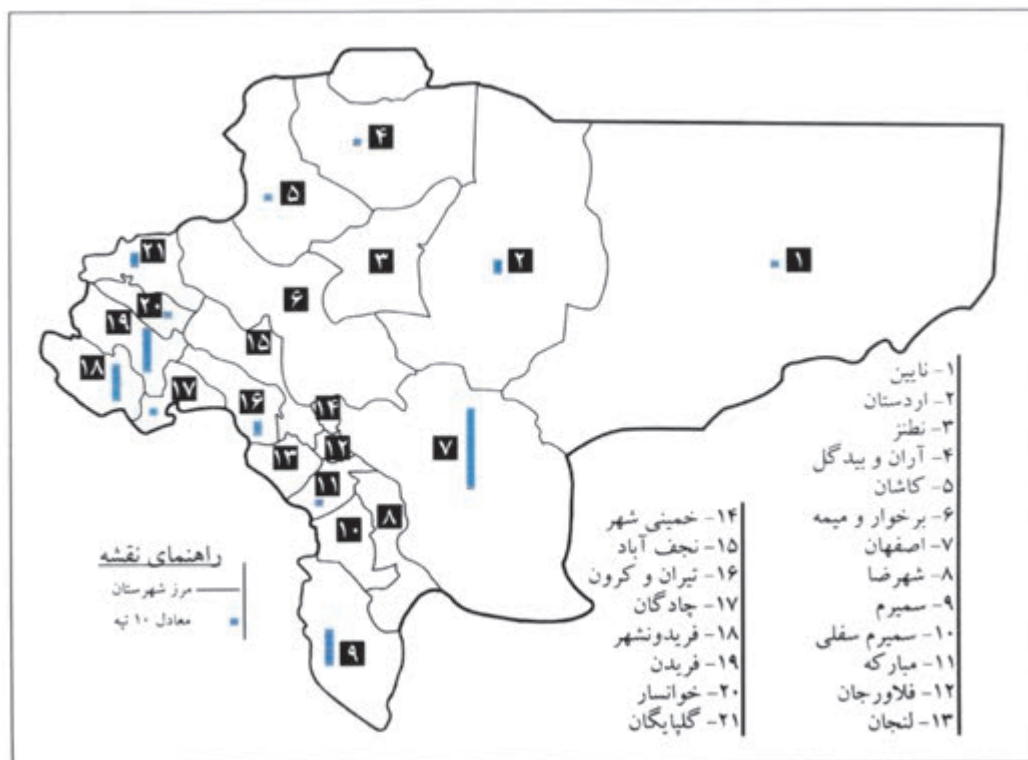 ۴
۵
۲۱
۳
۲
۱
۶
۲۰
۱۹
۱۵
۱۸
۱۷
۱۶
۱۴
۷
۱۲
۱۳
۱۱
۸
۱۰
۹
۱- نایین
۲- اردستان
۳- نطنز
۴- آران و بیدگل
۵- کاشان
۶- برخوار و میمه
۷- اصفهان
۸- شهرضا
۹- سمیرم
۱۰- سمیرم سفلی
۱۱- مبارکه
۱۲- فلاورجان
۱۳- لنجان
۱۴- خمینی شهر
۱۵- نجف آباد
۱۶- تیران و کرون
۱۷- چادگان
۱۸- فریدونشهر
۱۹- فریدن
۲۰- خوانسار
۲۱- گلپایگان
راهنمای نقشه
مرز شهرستان
معادل ۱۰ تپه